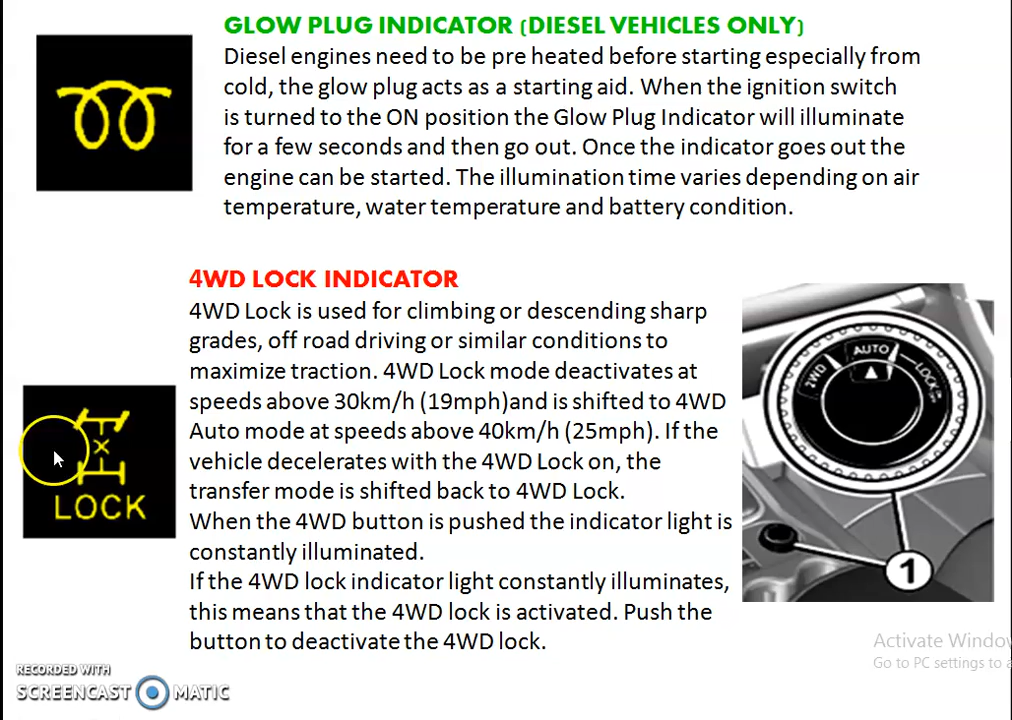 GLOW PLUG INDICATOR (DIESEL VEHICLES ONLY)
Diesel engines need to be pre heated before starting especially from
cold, the glow plug acts as a starting aid. When the ignition switch
is turned to the ON position the Glow Plug Indicator will illuminate
for a few seconds and then go out. Once the indicator goes out the
engine can be started. The illumination time varies depending on air
temperature, water temperature and battery condition.
4WD LOCK INDICATOR
4WD Lock is used for climbing or descending sharp
grades, off road driving or similar conditions to
maximize traction. 4WD Lock mode deactivates at
speeds above 30km/h (19mph)and is shifted to 4WD
Auto mode at speeds above 40km/h (25mph). If the
vehicle decelerates with the 4WD Lock on, the
transfer mode is shifted back to 4WD Lock.
When the 4WD button is pushed the indicator light is
constantly illuminated.
If the 4WD lock indicator light constantly illuminates,
this means that the 4WD lock is activated. Push the
button to deactivate the 4WD lock.
LOCK
2WD
AUTO
LOCK
1
Activate Windo
Go to PC settings to a
RECORDED WITH
SCREENCAST MATIC